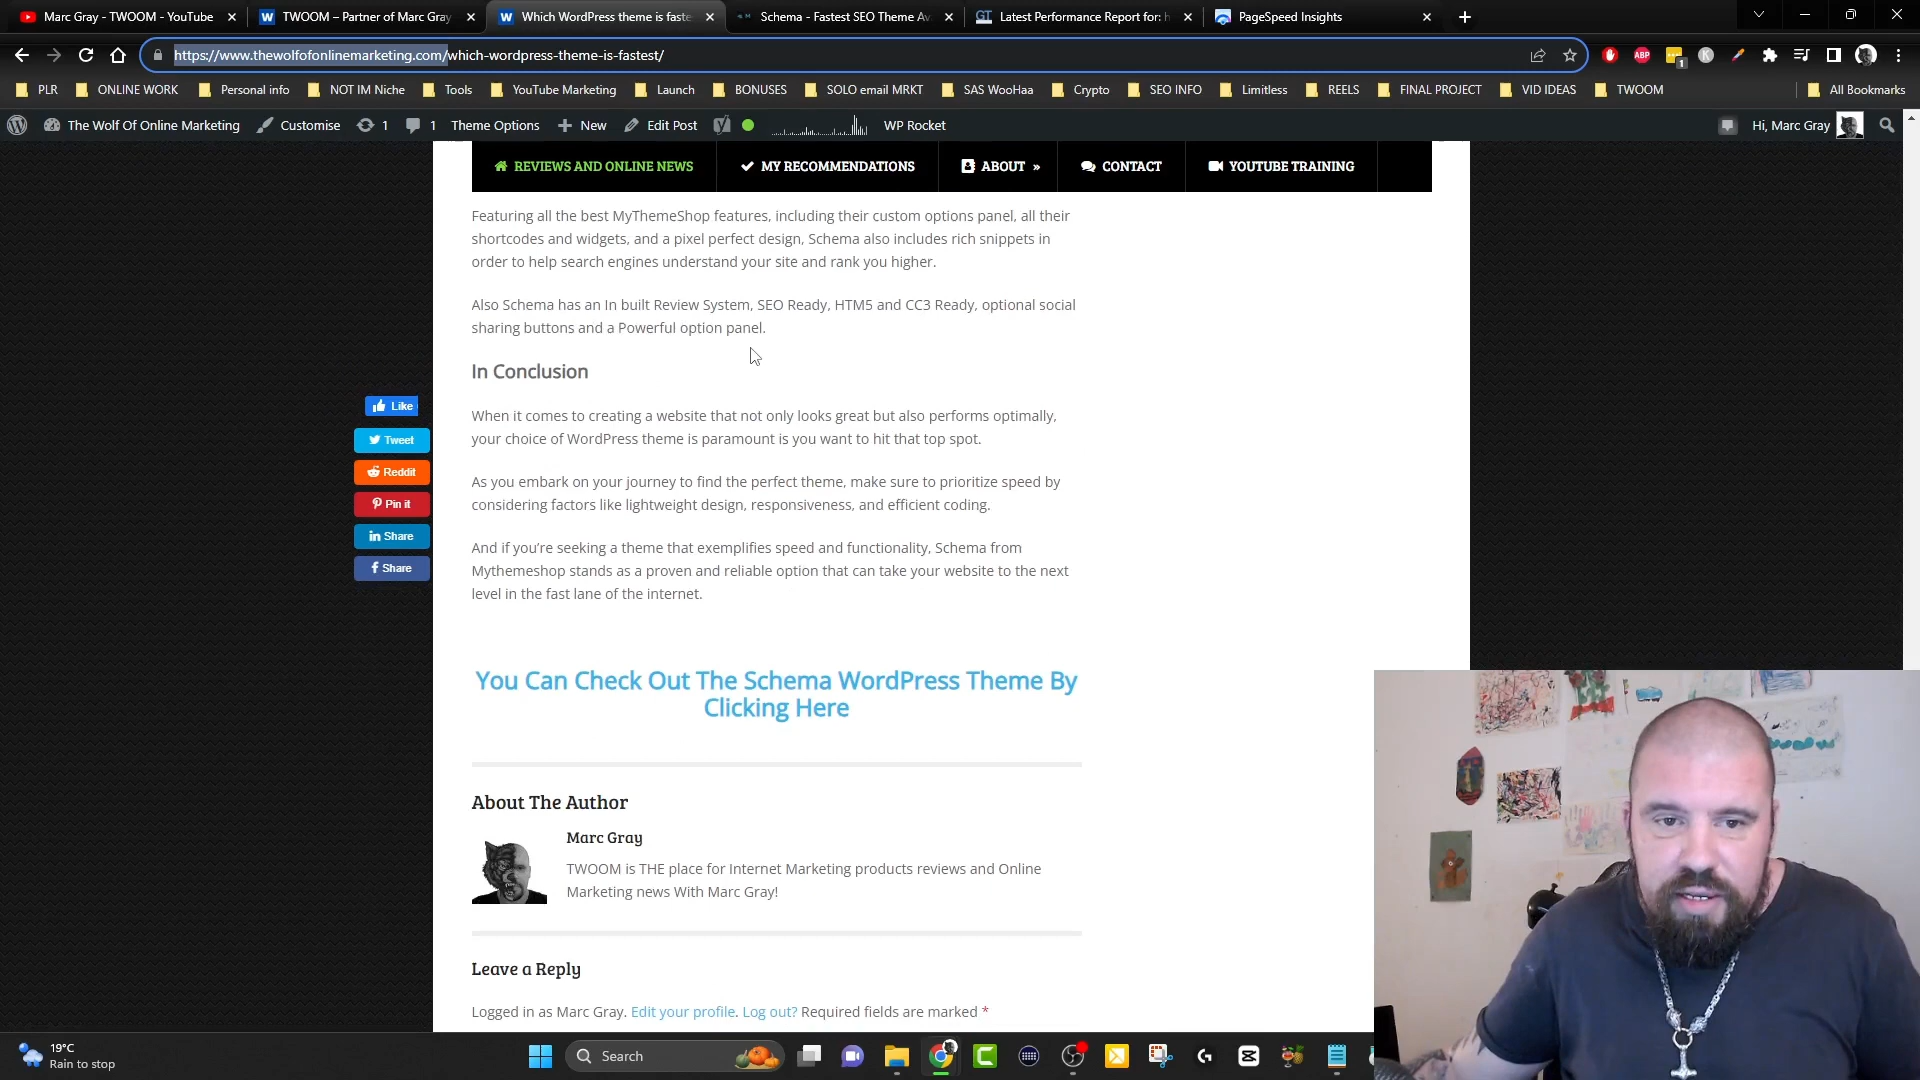 Marc Gray - TWOOM - YouTube
TWOOM – Partner of Marc Gray
Which WordPress theme is faste
Schema - Fastest SEO Theme Av
Latest Performance Report for: h
PageSpeed Insights
https://www.thewolfofonlinemarketing.com/which-wordpress-theme-is-fastest/
PLR
ONLINE WORK
Personal info
NOT IM Niche
Tools
YouTube Marketing
Launch
BONUSES
SOLO email MRKT
SAS WooHaa
Crypto
SEO INFO
Limitless
REELS
FINAL PROJECT
VID IDEAS
TWOOM
All Bookmarks
The Wolf Of Online Marketing
Customise
1
1
Theme Options
New
Edit Post
WP Rocket
Hi, Marc Gray
REVIEWS AND ONLINE NEWS
MY RECOMMENDATIONS
ABOUT »
CONTACT
YOUTUBE TRAINING
Featuring all the best MyThemeShop features, including their custom options panel, all their
shortcodes and widgets, and a pixel perfect design, Schema also includes rich snippets in
order to help search engines understand your site and rank you higher.
Also Schema has an In built Review System, SEO Ready, HTM5 and CC3 Ready, optional social
sharing buttons and a Powerful option panel.
In Conclusion
When it comes to creating a website that not only looks great but also performs optimally,
your choice of WordPress theme is paramount is you want to hit that top spot.
As you embark on your journey to find the perfect theme, make sure to prioritize speed by
considering factors like lightweight design, responsiveness, and efficient coding.
And if you're seeking a theme that exemplifies speed and functionality, Schema from
Mythemeshop stands as a proven and reliable option that can take your website to the next
level in the fast lane of the internet.
Like
Tweet
Reddit
Pin it
Share
Share
You Can Check Out The Schema WordPress Theme By
Clicking Here
About The Author
Marc Gray
TWOOM is THE place for Internet Marketing products reviews and Online
Marketing news With Marc Gray!
Leave a Reply
Logged in as Marc Gray. Edit your profile. Log out? Required fields are marked *
19°C
Rain to stop
Search